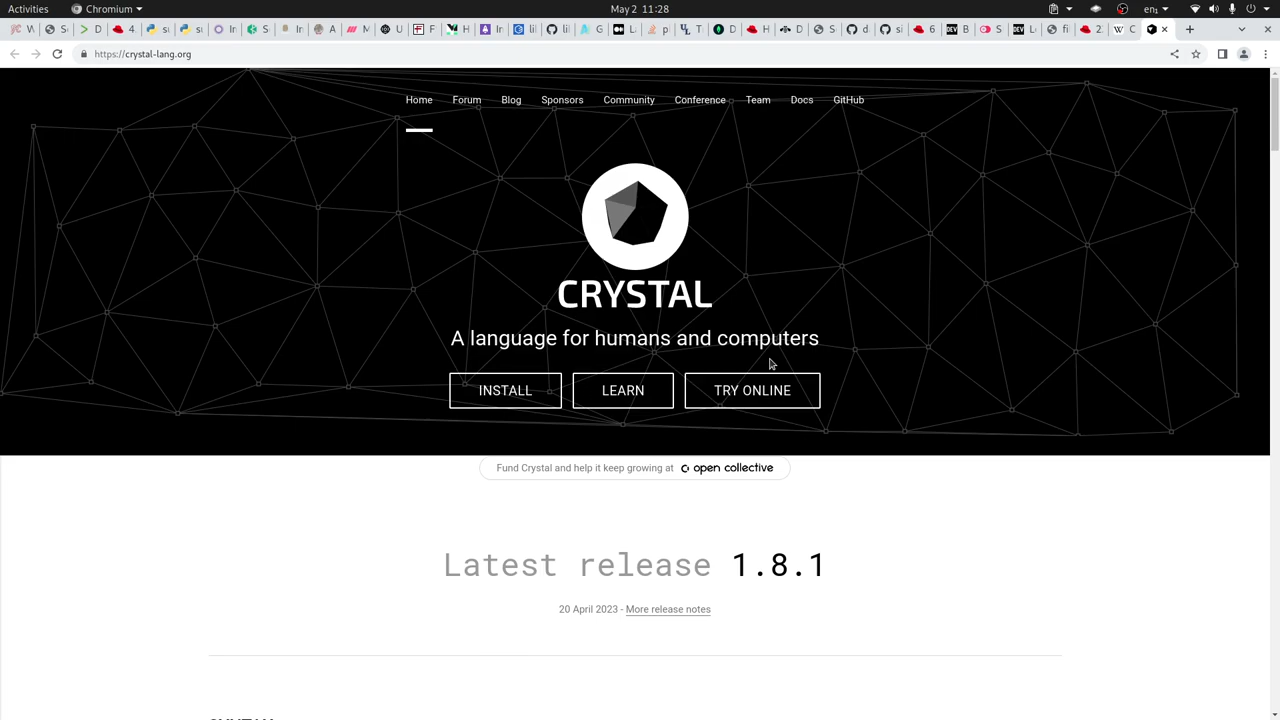 Activities
Chromium
May 2 11:28
en
https://crystal-lang.org
Home
Forum
Blog
Sponsors
Community
Conference
Team
Docs
GitHub
CRYSTAL
A language for humans and computers
INSTALL
LEARN
TRY ONLINE
Fund Crystal and help it keep growing at open collective
Latest release 1.8.1
20 April 2023 - More release notes